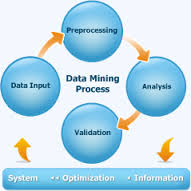 Preprocessing
Data Input
Data Mining
Process
Analysis
Validation
System •• Optimization • Information